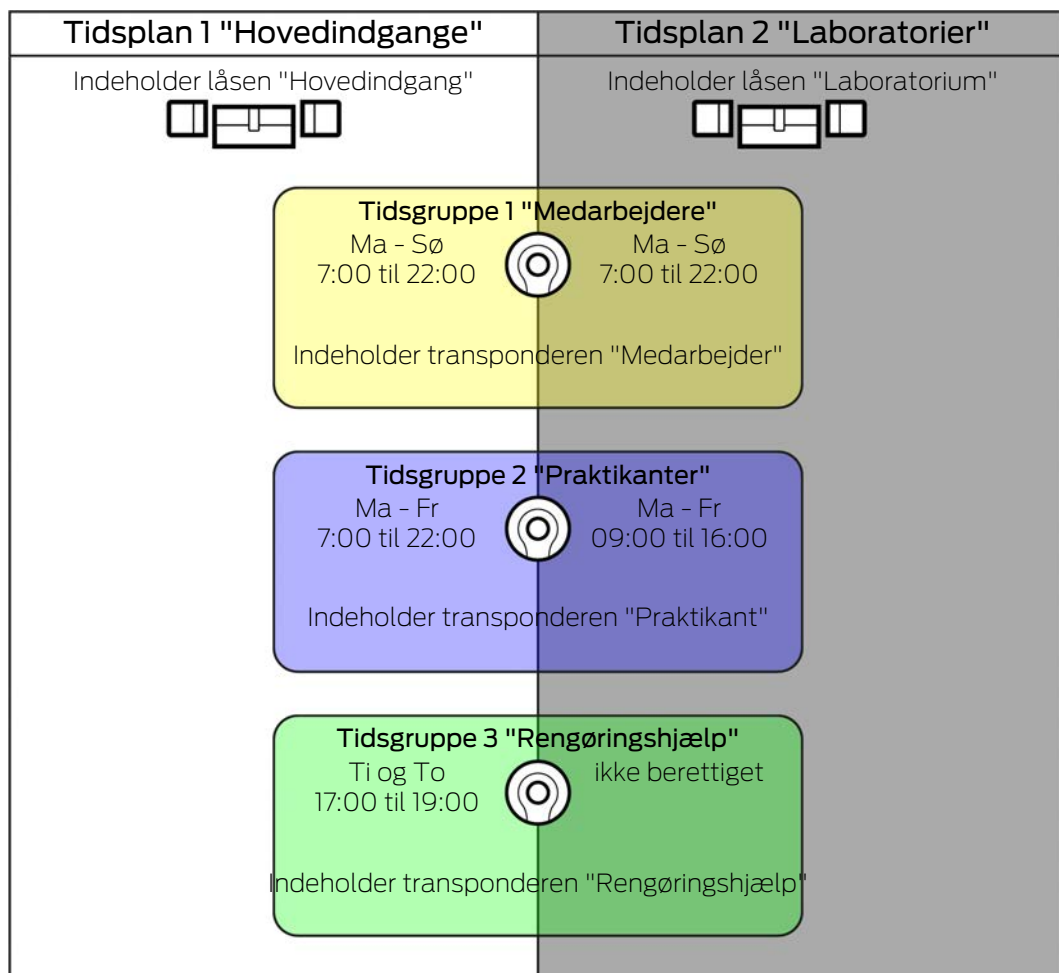 Tidsplan 1 "Hovedindgange"
Tidsplan 2 "Laboratorier"
Indeholder låsen "Hovedindgang"
Indeholder låsen "Laboratorium"
Tidsgruppe 1 "Medarbejdere"
Ma - Sø
7:00 til 22:00
Ma - Sø
7:00 til 22:00
Indeholder transponderen "Medarbejder"
Tidsgruppe 2 "Praktikanter"
Ma - Fr
7:00 til 22:00
Ma - Fr
09:00 til 16:00
Indeholder transponderen "Praktikant"
Tidsgruppe 3 "Rengøringshjælp"
Ti og To
17:00 til 19:00
ikke berettiget
Indeholder transponderen "Rengøringshjælp"